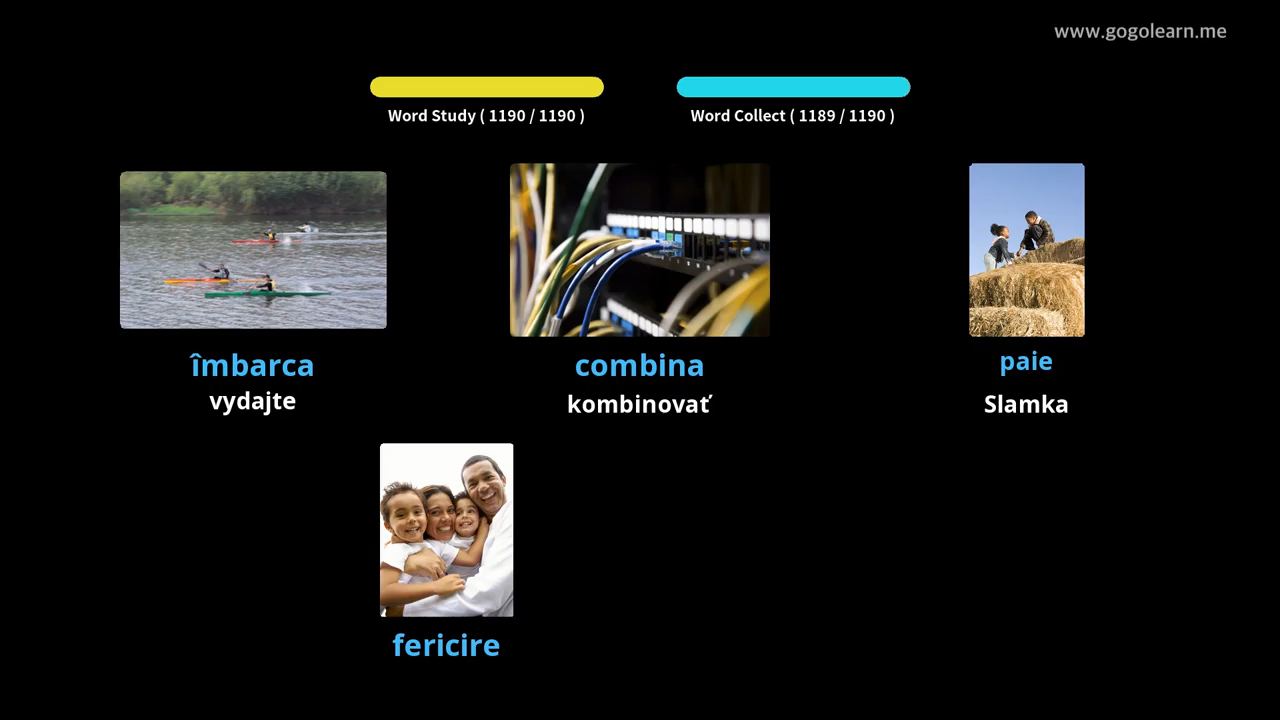 www.gogolearn.me
Word Study ( 1190 / 1190 )
Word Collect ( 1189 / 1190 )
îmbarca
combina
paie
vydajte
kombinovať
Slamka
fericire